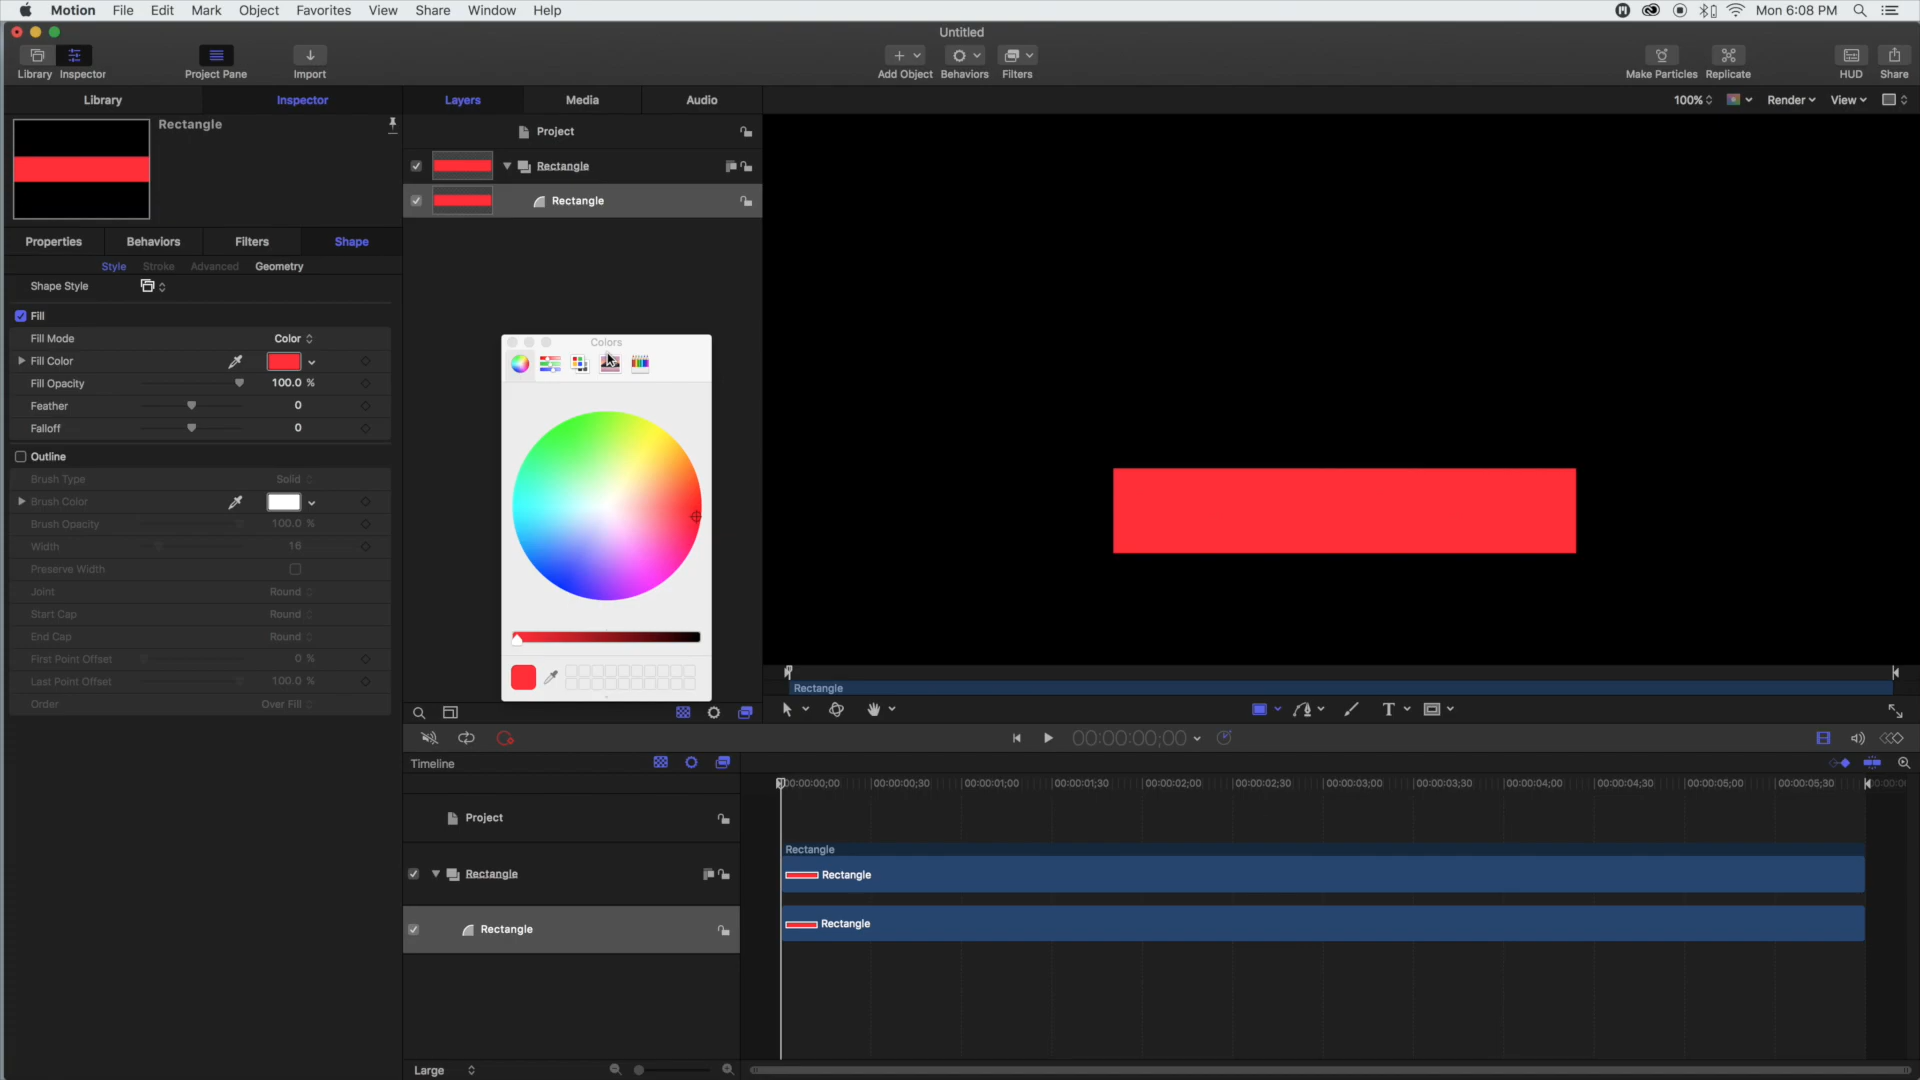 Motion File Edit Mark Object Favorites View Share Window Help Mon 6:08 PM
Untitled
Library Inspector Project Pane Import Add Object Behaviors Filters Make Particles Replicate HUD Share
Library Inspector Layers Media Audio 100% Render View
Rectangle
Project
Rectangle
Rectangle
Properties Behaviors Filters Shape
Style Stroke Advanced Geometry
Shape Style
Fill
Fill Mode Color
Fill Color
Fill Opacity 100.0 %
Feather 0
Falloff 0
Outline
Brush Type Solid
Brush Color
Brush Opacity 100.0 %
Width 16
Preserve Width
Joint Round
Start Cap Round
End Cap Round
First Point Offset 0 %
Last Point Offset 100.0 %
Order Over Fill
Colors
Rectangle
T
00:00:00;00
Timeline
00:00:00;00 00:00:00;30 00:00:01;00 00:00:01;30 00:00:02;00 00:00:02;30 00:00:03;00 00:00:03;30 00:00:04;00 00:00:04;30 00:00:05;00 00:00:05;30
Project
Rectangle
Rectangle Rectangle
Rectangle Rectangle
Large